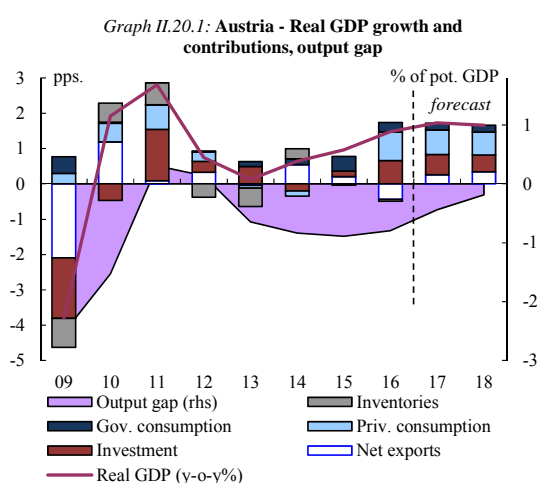 Graph II.20.1: Austria - Real GDP growth and
contributions, output gap
pps.
% of pot. GDP
forecast
3
2
1
0
-1
-2
-3
-4
-5
1
0
-1
-2
-3
09 10 11 12 13 14 15 16 17 18
Output gap (rhs) Inventories
Gov. consumption Priv. consumption
Investment Net exports
Real GDP (y-o-y%)